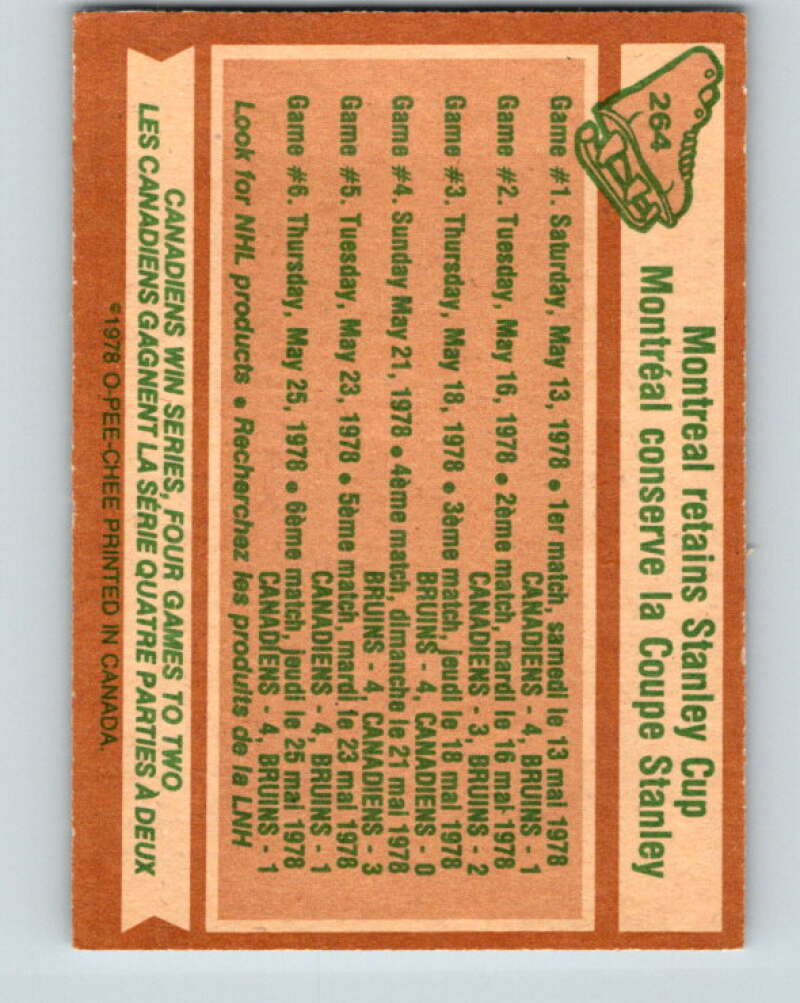 264
Montreal retains Stanley Cup
Montréal conserve la Coupe Stanley
Game #1. Saturday, May 13, 1978 • 1er match, samedi le 13 mai 1978
CANADIENS - 4, BRUINS - 1
Game #2. Tuesday, May 16, 1978 • 2ème match, mardi le 16 mai 1978
CANADIENS - 3, BRUINS - 2
Game #3. Thursday, May 18, 1978 • 3ème match, jeudi le 18 mai 1978
BRUINS - 4, CANADIENS - 0
Game #4. Sunday May 21, 1978 • 4ème match, dimanche le 21 mai 1978
BRUINS - 4, CANADIENS - 3
Game #5. Tuesday, May 23, 1978 • 5ème match, mardi le 23 mai 1978
CANADIENS - 4, BRUINS - 1
Game #6. Thursday, May 25, 1978 • 6ème match, jeudi le 25 mai 1978
CANADIENS - 4, BRUINS - 1
Look for NHL products • Recherchez les produits de la LNH
CANADIENS WIN SERIES, FOUR GAMES TO TWO
LES CANADIENS GAGNENT LA SÉRIE QUATRE PARTIES À DEUX
©1978 O-PEE-CHEE PRINTED IN CANADA.